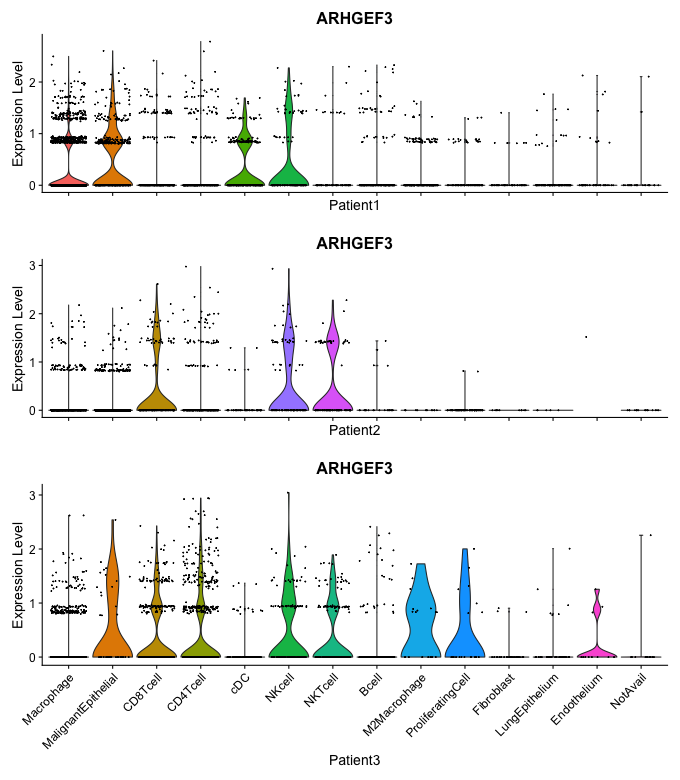 ARHGEF3
Expression Level
2
1
0
Patient1
ARHGEF3
Expression Level
3
2
1
0
Patient2
ARHGEF3
Expression Level
3
2
1
0
Macrophage
MalignantEpithelial
CD8Tcell
CD4Tcell
cDC
NKcell
NKTcell
Bcell
M2Macrophage
ProliferatingCell
Fibroblast
LungEpithelium
Endothelium
NotAvail
Patient3